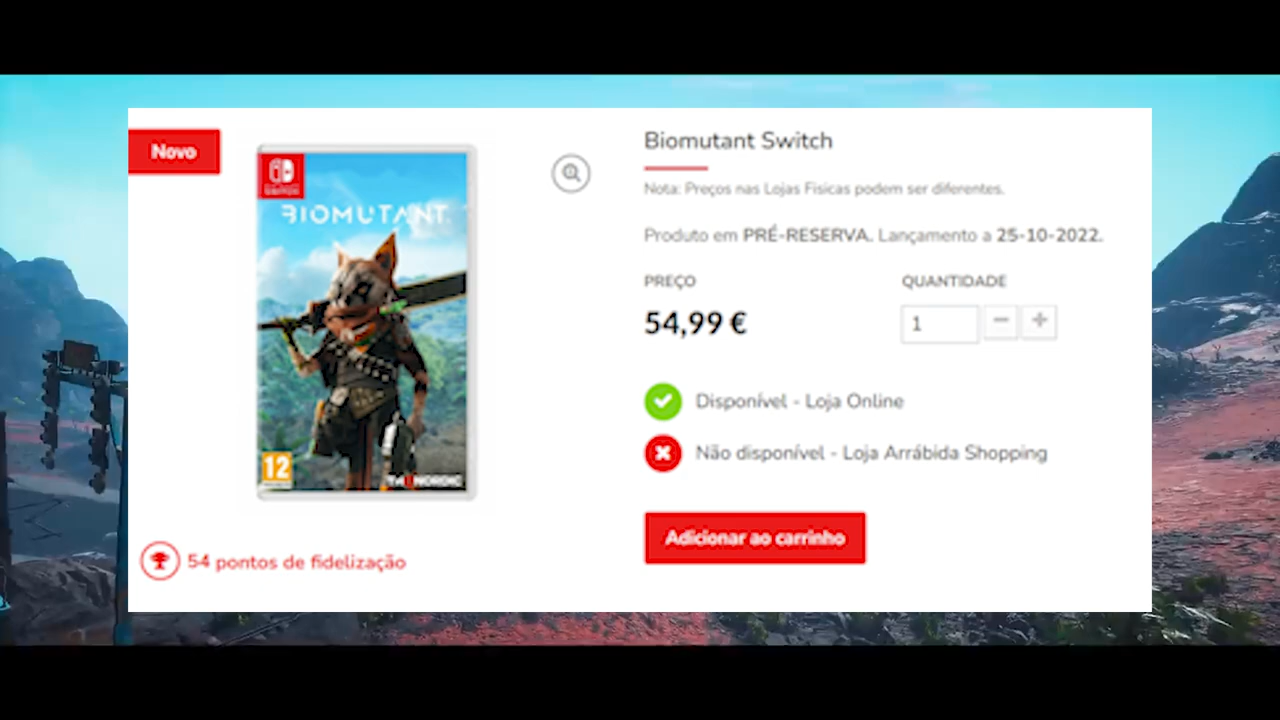 Novo
SWITCH
BIOMUTANT
12
THQ NORDIC
54 pontos de fidelização
Biomutant Switch
Nota: Preços nas Lojas Fisicas podem ser diferentes.
Produto em PRÉ-RESERVA. Lançamento a 25-10-2022.
PREÇO QUANTIDADE
54,99 € 1 − +
Disponível - Loja Online
Não disponível - Loja Arrábida Shopping
Adicionar ao carrinho